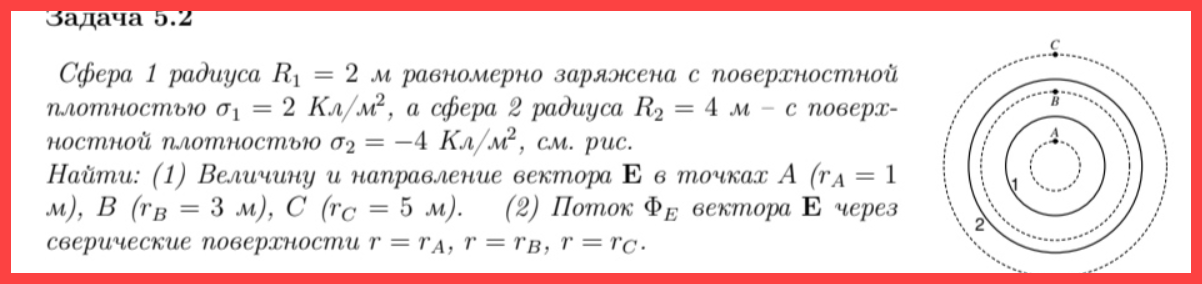 Задача 5.2
Сфера 1 радиуса R₁ = 2 м равномерно заряжена с поверхностной
плотностью σ₁ = 2 Кл/м², а сфера 2 радиуса R₂ = 4 м – с поверх-
ностной плотностью σ₂ = −4 Кл/м², см. рис.
Найти: (1) Величину и направление вектора E в точках A (r_A = 1
м), B (r_B = 3 м), C (r_C = 5 м). (2) Поток Φ_E вектора E через
сверические поверхности r = r_A, r = r_B, r = r_C.
C
B
A
1
2